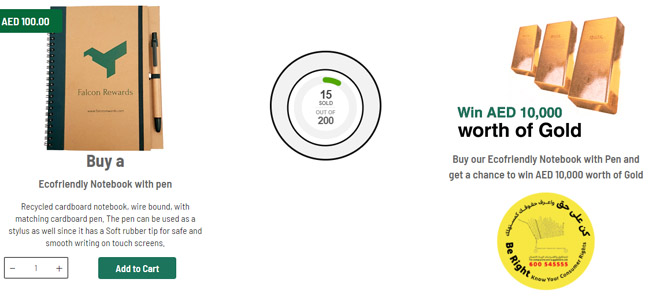 AED 100.00
Falcon Rewards
Buy a
Ecofriendly Notebook with pen
Recycled cardboard notebook, wire bound, with
matching cardboard pen. The pen can be used as a
stylus as well since it has a Soft rubber tip for safe and
smooth writing on touch screens.
− 1 +
Add to Cart
15
SOLD
OUT OF
200
Win AED 10,000
worth of Gold
Buy our Ecofriendly Notebook with Pen and
get a chance to win AED 10,000 worth of Gold
كن على حق واعرف حقوقك كمستهلك
600 545555
Be Right Know Your Consumer Rights